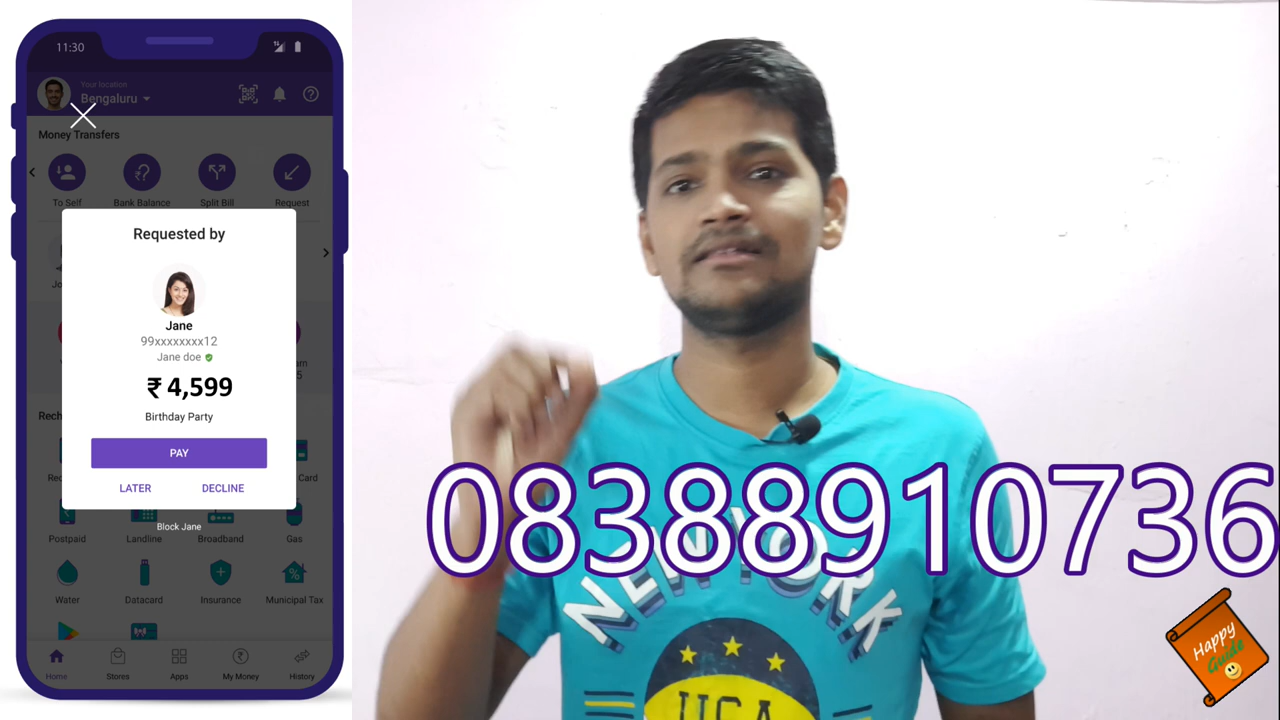 11:30
Your location
Bengaluru
Money Transfers
To Self
Bank Balance
Split Bill
Request
Requested by
Jane
99xxxxxxxx12
Jane doe
₹ 4,599
Birthday Party
PAY
LATER
DECLINE
Block Jane
Card
Postpaid
Landline
Broadband
Gas
Water
Datacard
Insurance
Municipal Tax
Home
Stores
Apps
My Money
History
08388910736
NEW YORK
Happy
Guide